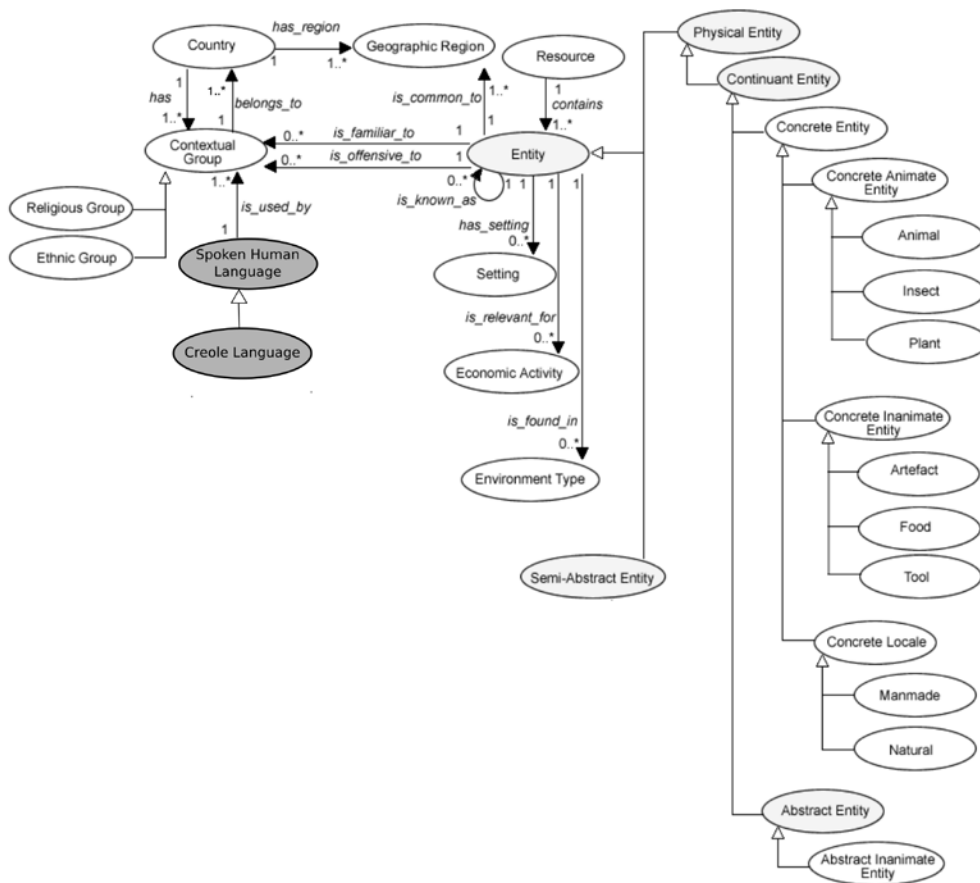 has_region
Country
Geographic Region
Resource
Physical Entity
1
1..*
1
1..*
1
1..*
has
belongs_to
is_common_to
contains
Continuant Entity
1..*
1
1
1..*
0..*
is_familiar_to
1
Concrete Entity
Contextual
Group
0..*
is_offensive_to
1
Entity
1..*
0..*
1
1
1
1
is_known_as
Concrete Animate
Entity
Religious Group
is_used_by
has_setting
Animal
Ethnic Group
1
0..*
Spoken Human
Language
Setting
Insect
is_relevant_for
0..*
Plant
Creole Language
Economic Activity
is_found_in
0..*
Concrete Inanimate
Entity
Environment Type
Artefact
Food
Semi-Abstract Entity
Tool
Concrete Locale
Manmade
Natural
Abstract Entity
Abstract Inanimate
Entity